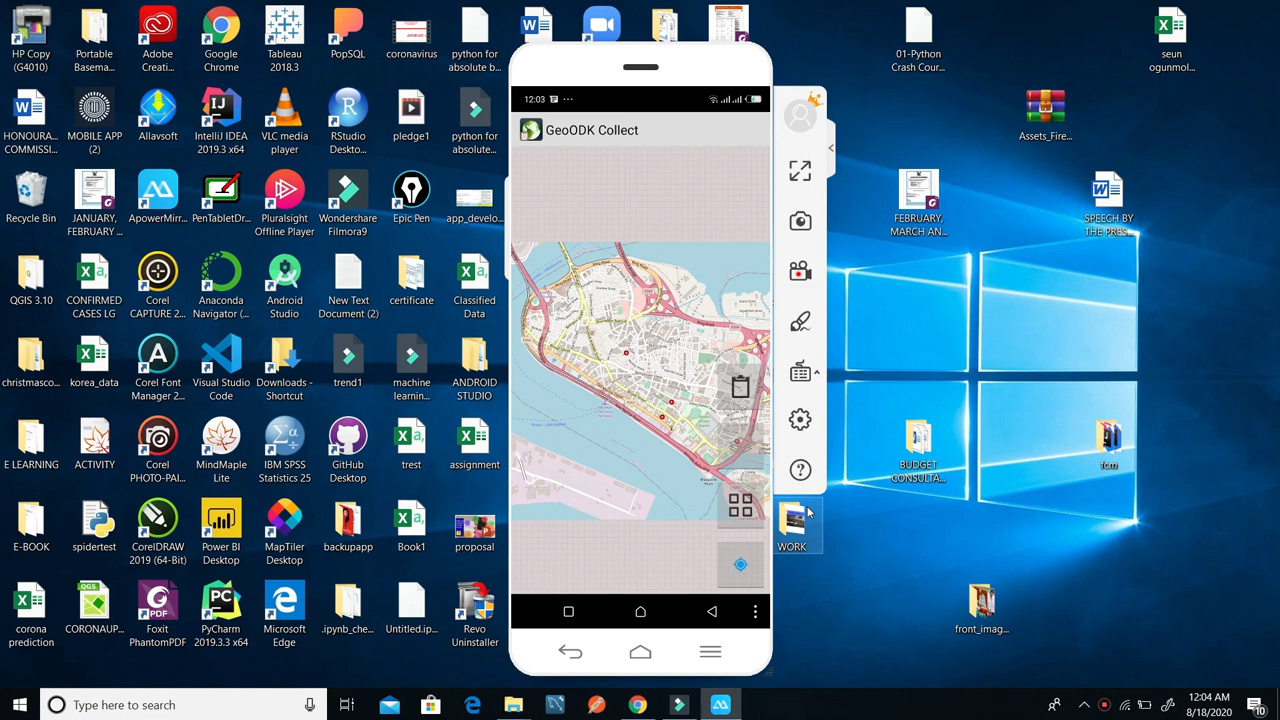 HP Copy
(G4010)
Portable
Basema...
Adobe
Creati...
Google
Chrome
Tableau
2018.3
PopSQL
coronavirus
python for
absolute b...
01-Python
Crash Cour...
seun
ogunmol...
HONOURA...
COMMISSI...
MOBILE APP
(2)
Allavsoft
IntelliJ IDEA
2019.3 x64
VLC media
player
RStudio
Deskto...
pledge1
python for
absolute...
Assets_Fire...
Recycle Bin
JANUARY,
FEBRUARY ...
ApowerMirr...
PenTabletDr...
Pluralsight
Offline Player
Wondershare
Filmora9
Epic Pen
app_develo...
FEBRUARY,
MARCH AN...
SPEECH BY
THE PRES...
QGIS 3.10
CONFIRMED
CASES LG
Corel
CAPTURE 2...
Anaconda
Navigator (...
Android
Studio
New Text
Document (2)
certificate
Classified
Data
christmas...
korede data
Corel Font
Manager 2...
Visual Studio
Code
Downloads -
Shortcut
trend1
machine
learnin...
ANDROID
STUDIO
E LEARNING
ACTIVITY
Corel
PHOTO-PAI...
MindMaple
Lite
IBM SPSS
Statistics 25
GitHub
Desktop
trest
assignment
BUDGET
CONSULTA...
fcm
E-BOOK
spidertest
CorelDRAW
2019 (64-Bit)
Power BI
Desktop
MapTiler
Desktop
backupapp
Book1
proposal
WORK
corona
prediction
CORONAUP...
Foxit
PhantomPDF
PyCharm
2019.3.3 x64
Microsoft
Edge
.ipynb_che...
Untitled.ip...
Revo
Uninstaller
front_imag...
12:03
GeoODK Collect
Type here to search
12:04 AM
8/18/2020
10